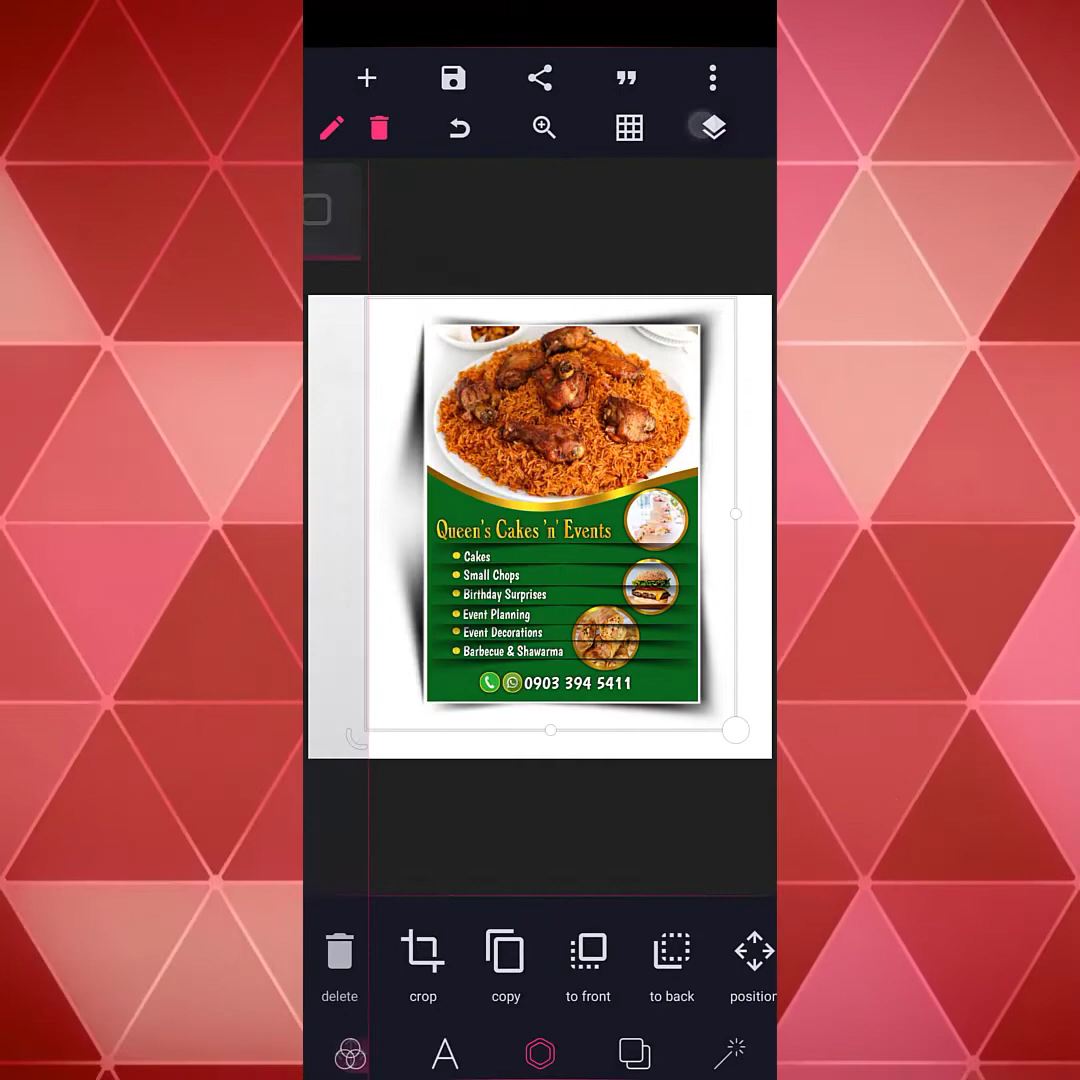 Queen's Cakes 'n' Events
Cakes
Small Chops
Birthday Surprises
Event Planning
Event Decorations
Barbecue & Shawarma
0903 394 5411
delete
crop
copy
to front
to back
position